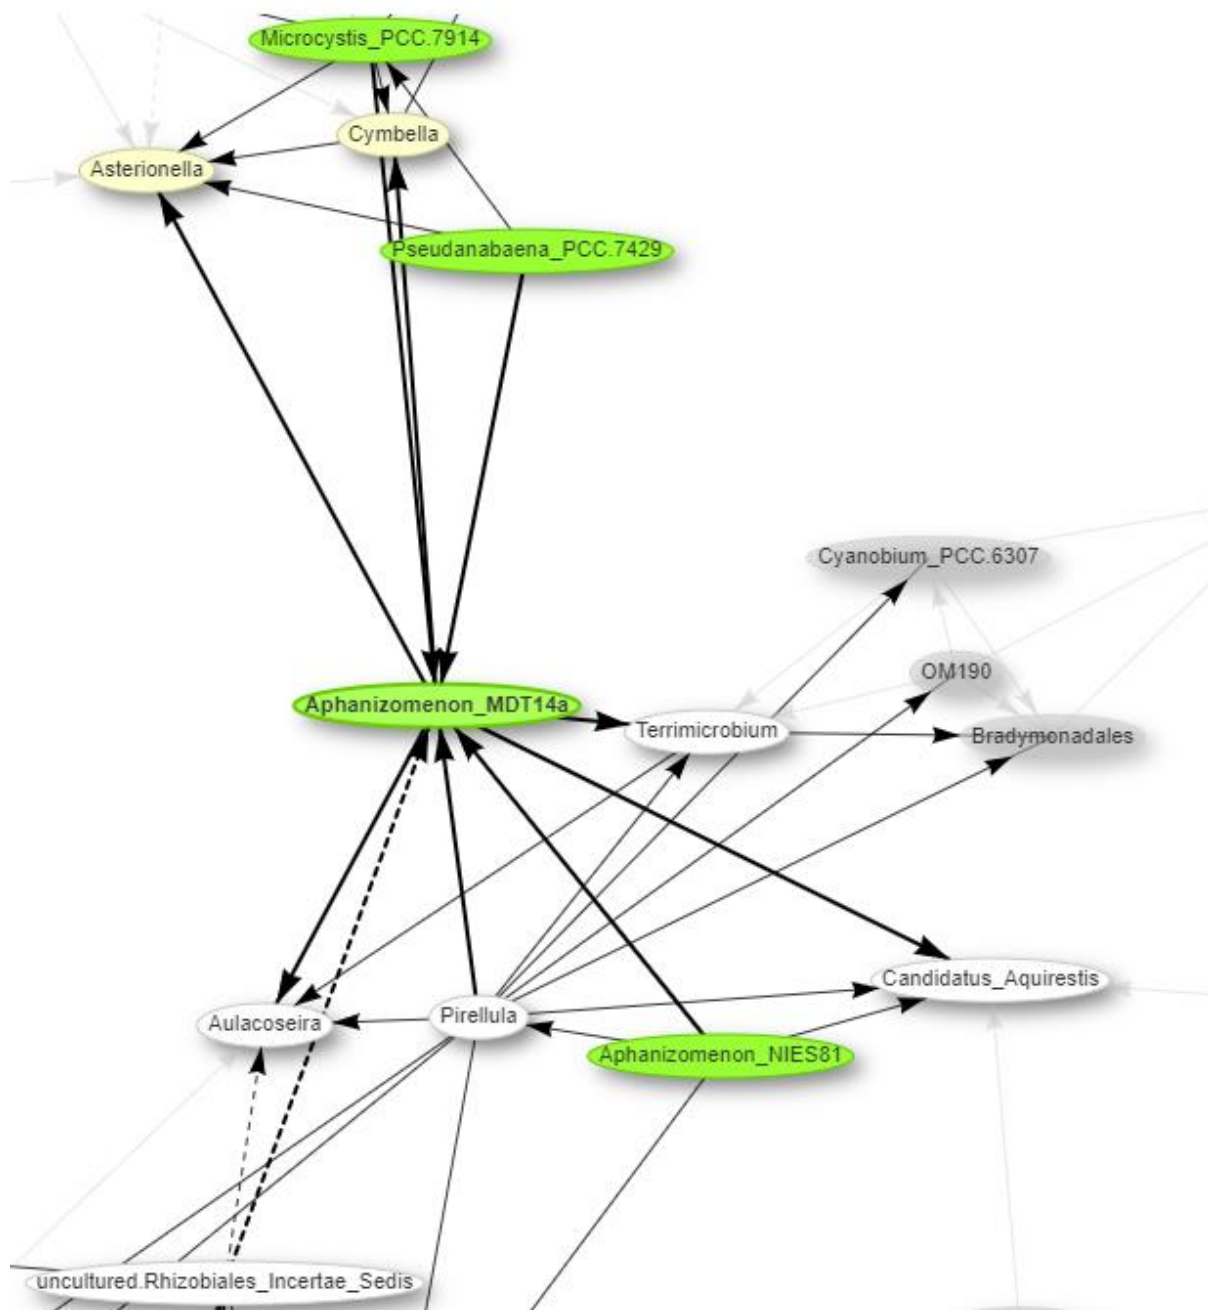 Microcystis_PCC.7914
Cymbella
Asterionella
Pseudanabaena_PCC.7429
Cyanobium_PCC.6307
OM190
Aphanizomenon_MDT14a
Terrimicrobium
Bradymonadales
Candidatus_Aquirestis
Aulacoseira
Pirellula
Aphanizomenon_NIES81
uncultured.Rhizobiales_Incertae_Sedis